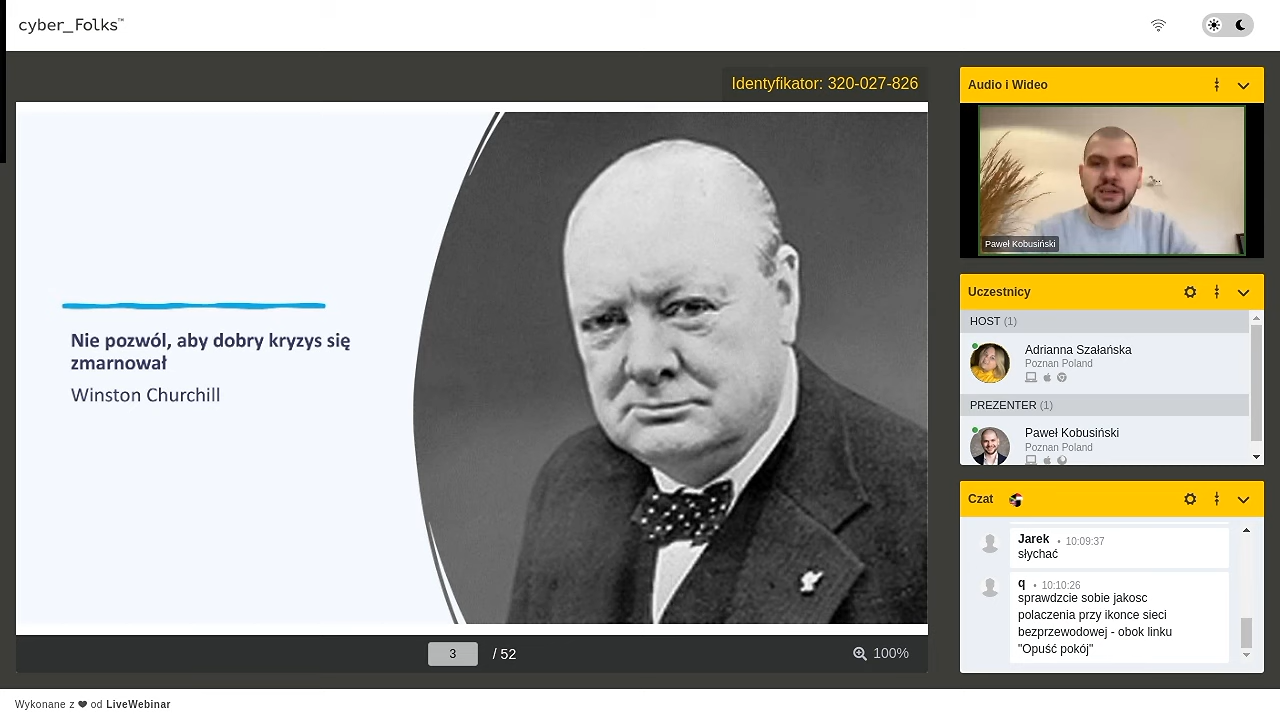 cyber_Folks™
Identyfikator: 320-027-826
Nie pozwól, aby dobry kryzys się
zmarnował
Winston Churchill
3 / 52
100%
Audio i Wideo
Paweł Kobusiński
Uczestnicy
HOST (1)
Adrianna Szałańska
Poznan Poland
PREZENTER (1)
Paweł Kobusiński
Poznan Poland
Czat
Jarek • 10:09:37
słychać
q • 10:10:26
sprawdzcie sobie jakosc
polaczenia przy ikonce sieci
bezprzewodowej - obok linku
"Opuść pokój"
Wykonane z ❤ od LiveWebinar